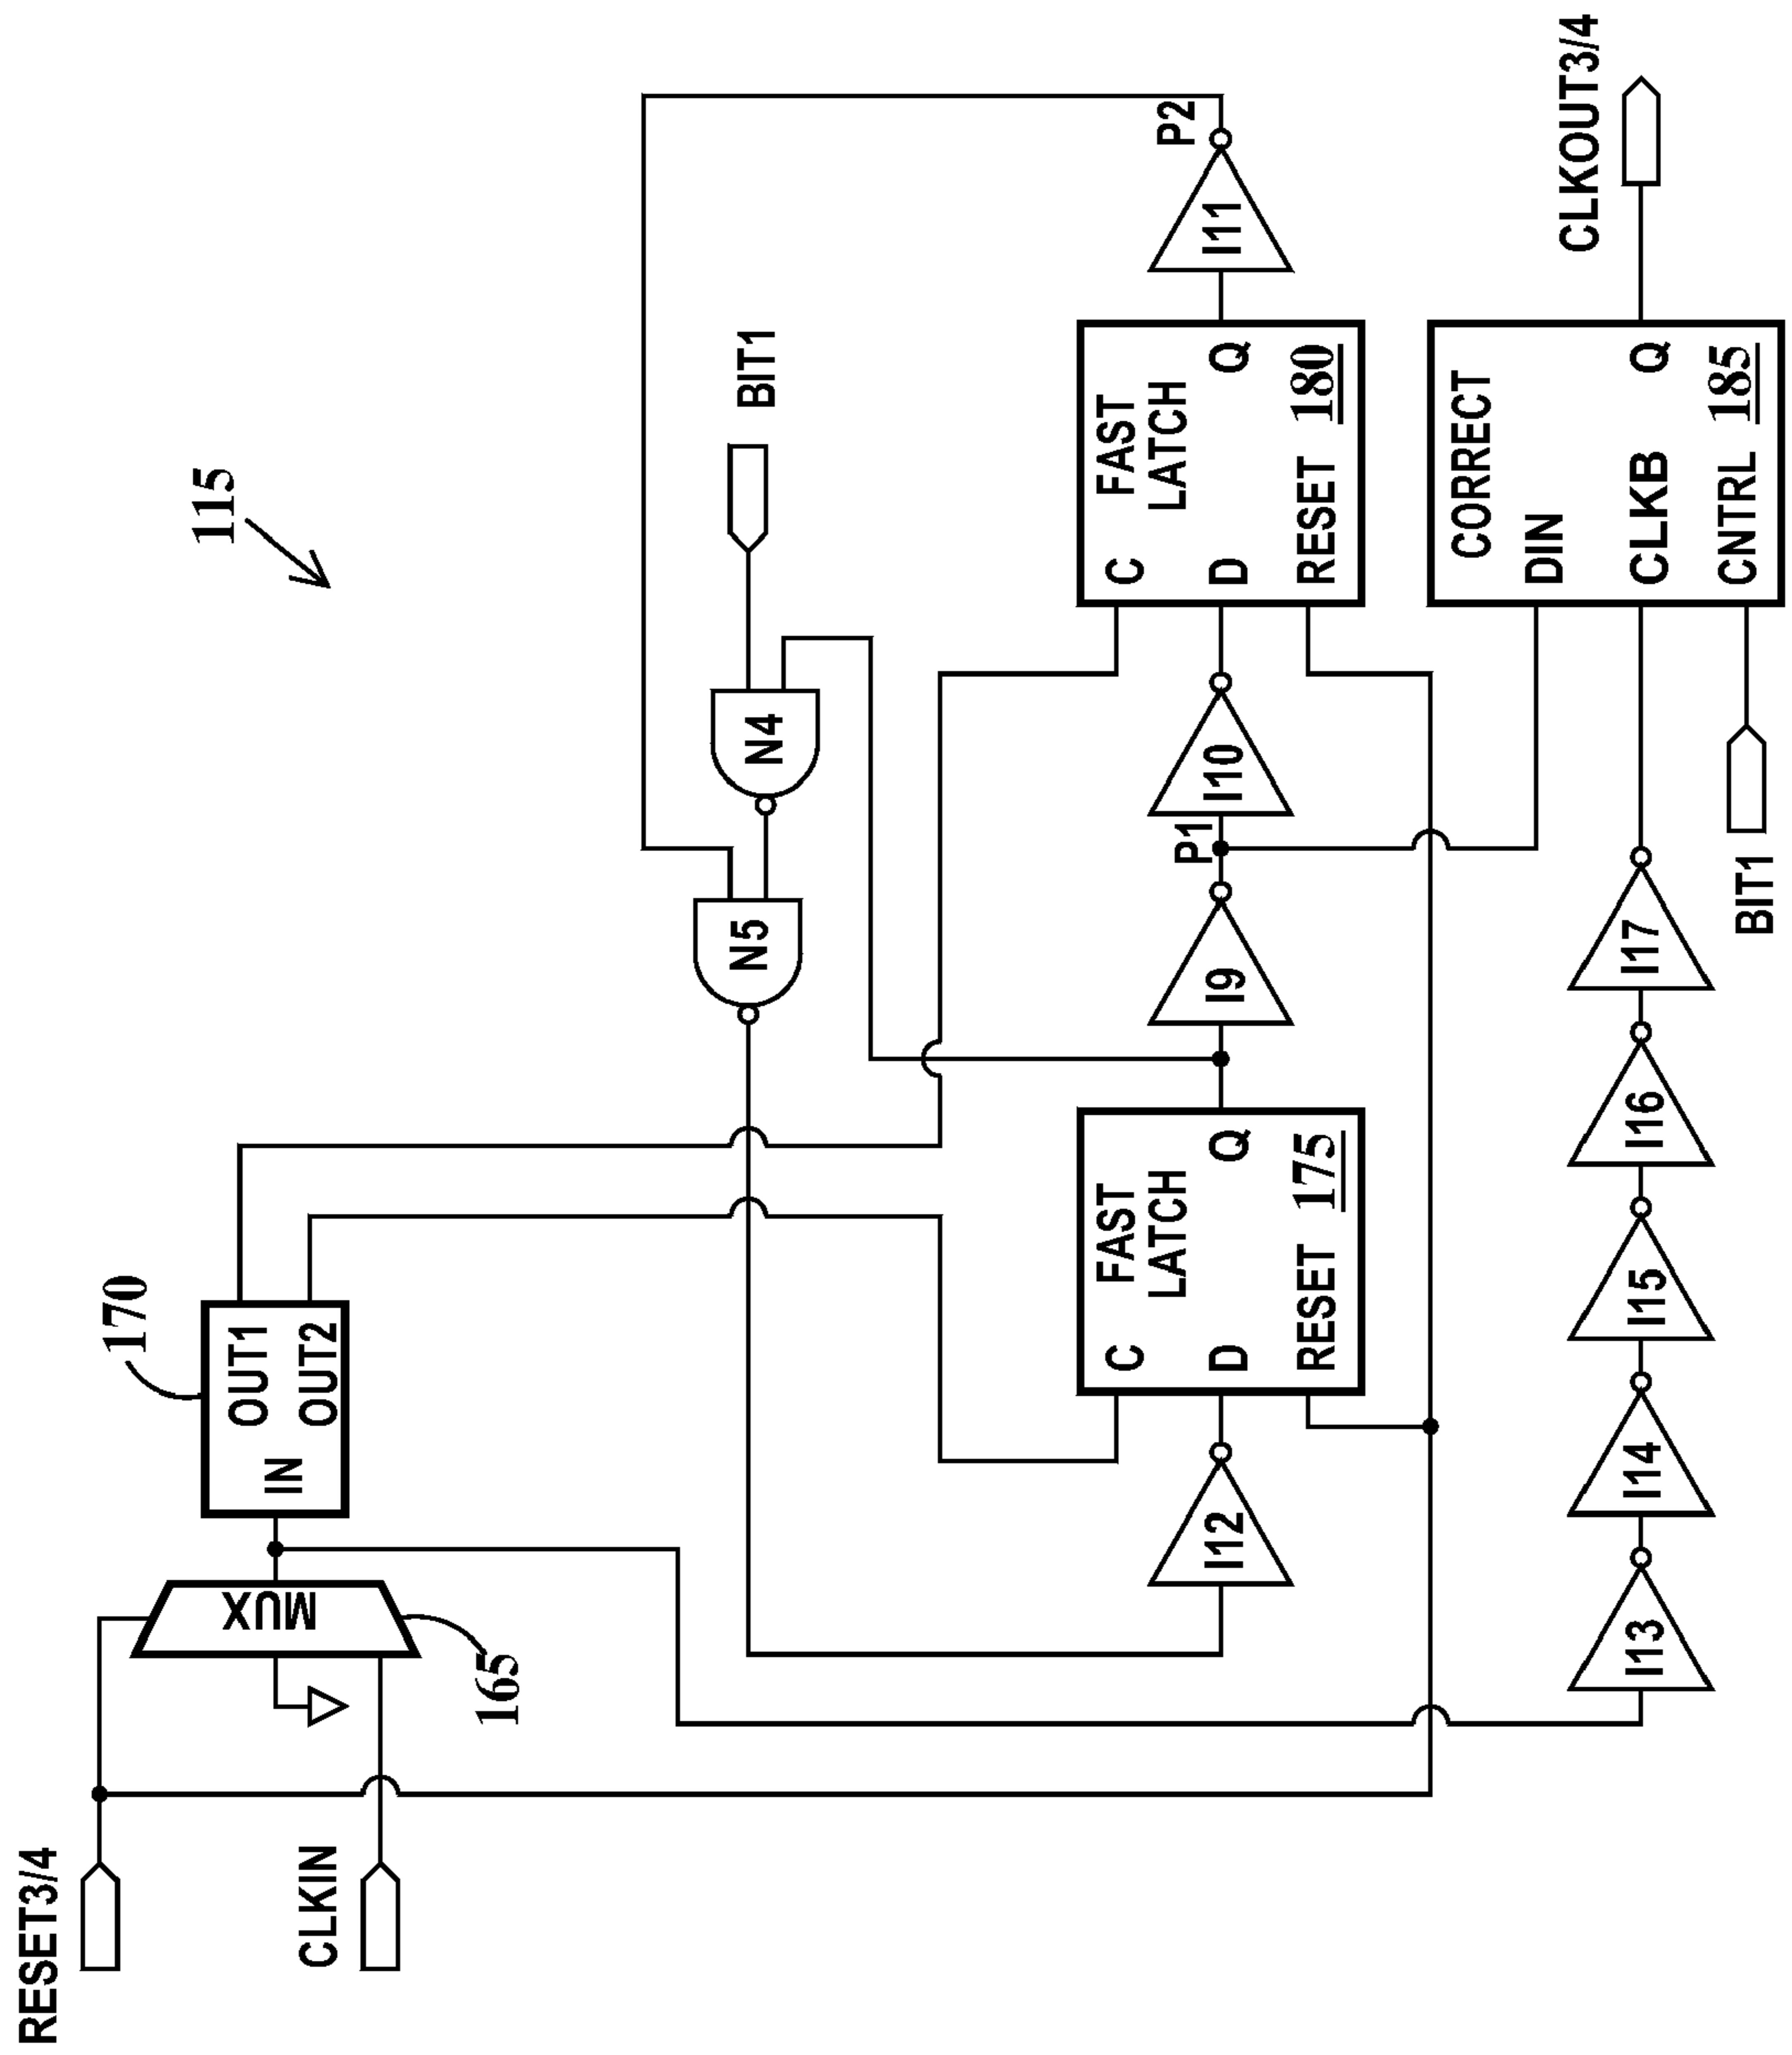 115
RESET3/4
CLKIN
MUX
165
170
IN
OUT1
OUT2
N5
N4
BIT1
I12
C
D
RESET 175
FAST
LATCH
Q
I9
P1
I10
C
D
RESET 180
FAST
LATCH
Q
I11
P2
I13
I14
I15
I16
I17
BIT1
CORRECT
DIN
CLKB
CNTRL 185
Q
CLKOUT3/4